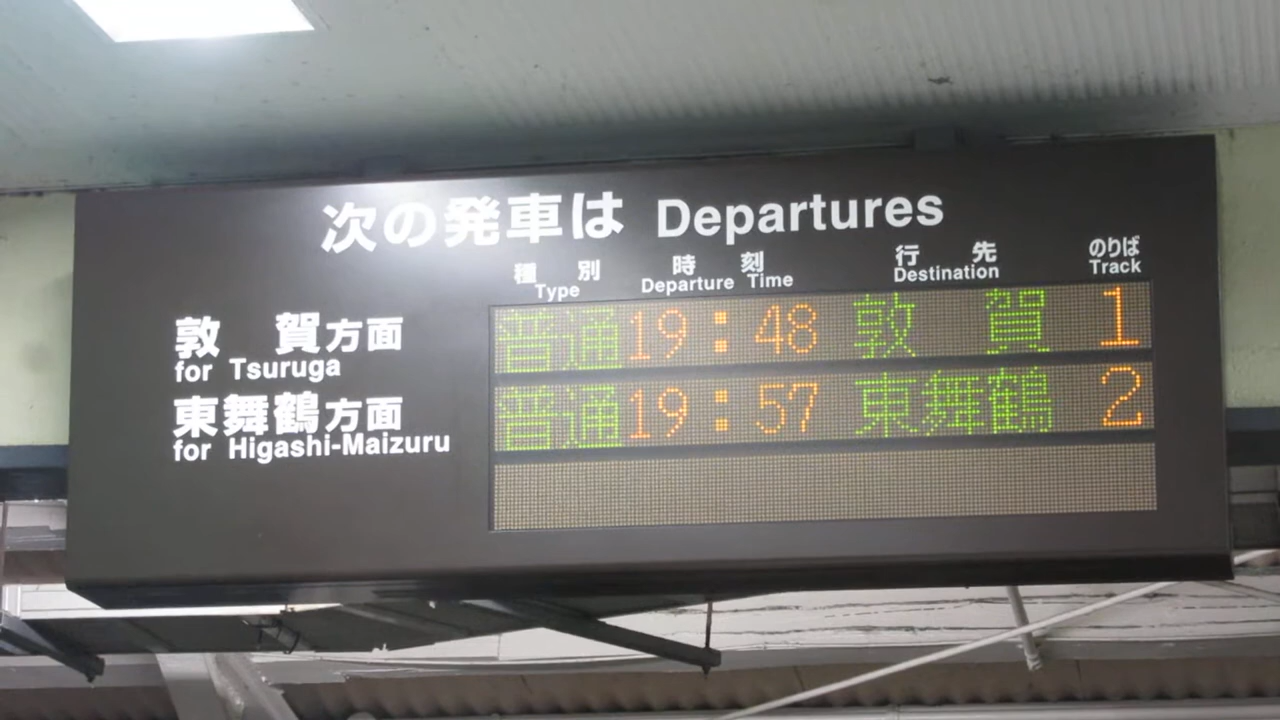 次の発車は Departures
種別 時刻 行先 のりば
Type Departure Time Destination Track
敦賀方面 普通 19:48 敦賀 1
for Tsuruga
東舞鶴方面 普通 19:57 東舞鶴 2
for Higashi-Maizuru